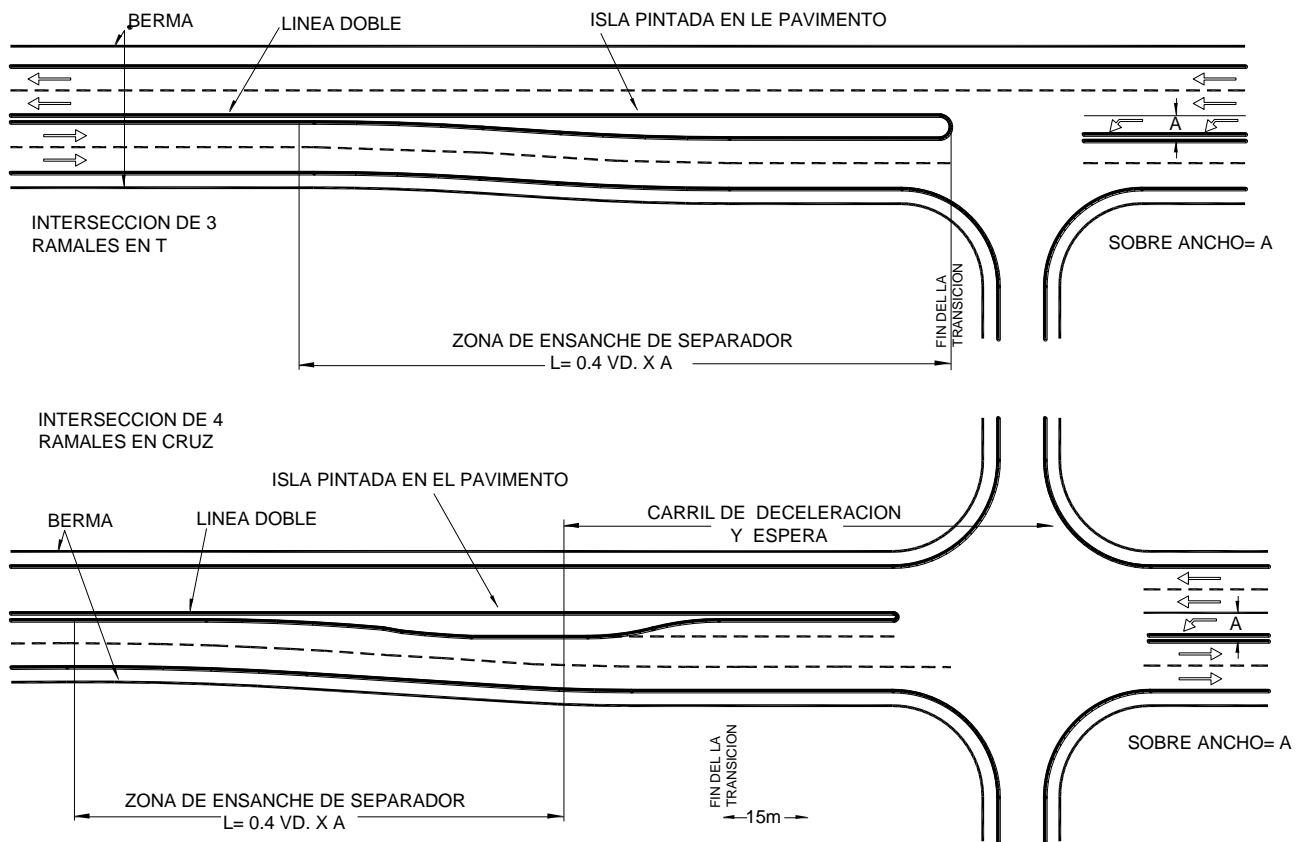 BERMA
LINEA DOBLE
ISLA PINTADA EN LE PAVIMENTO
A
INTERSECCION DE 3
RAMALES EN T
SOBRE ANCHO= A
FIN DEL LA
TRANSICION
ZONA DE ENSANCHE DE SEPARADOR
L= 0.4 VD. X A
INTERSECCION DE 4
RAMALES EN CRUZ
ISLA PINTADA EN EL PAVIMENTO
BERMA
LINEA DOBLE
CARRIL DE DECELERACION
Y ESPERA
A
SOBRE ANCHO= A
FIN DEL LA
TRANSICION
15m
ZONA DE ENSANCHE DE SEPARADOR
L= 0.4 VD. X A